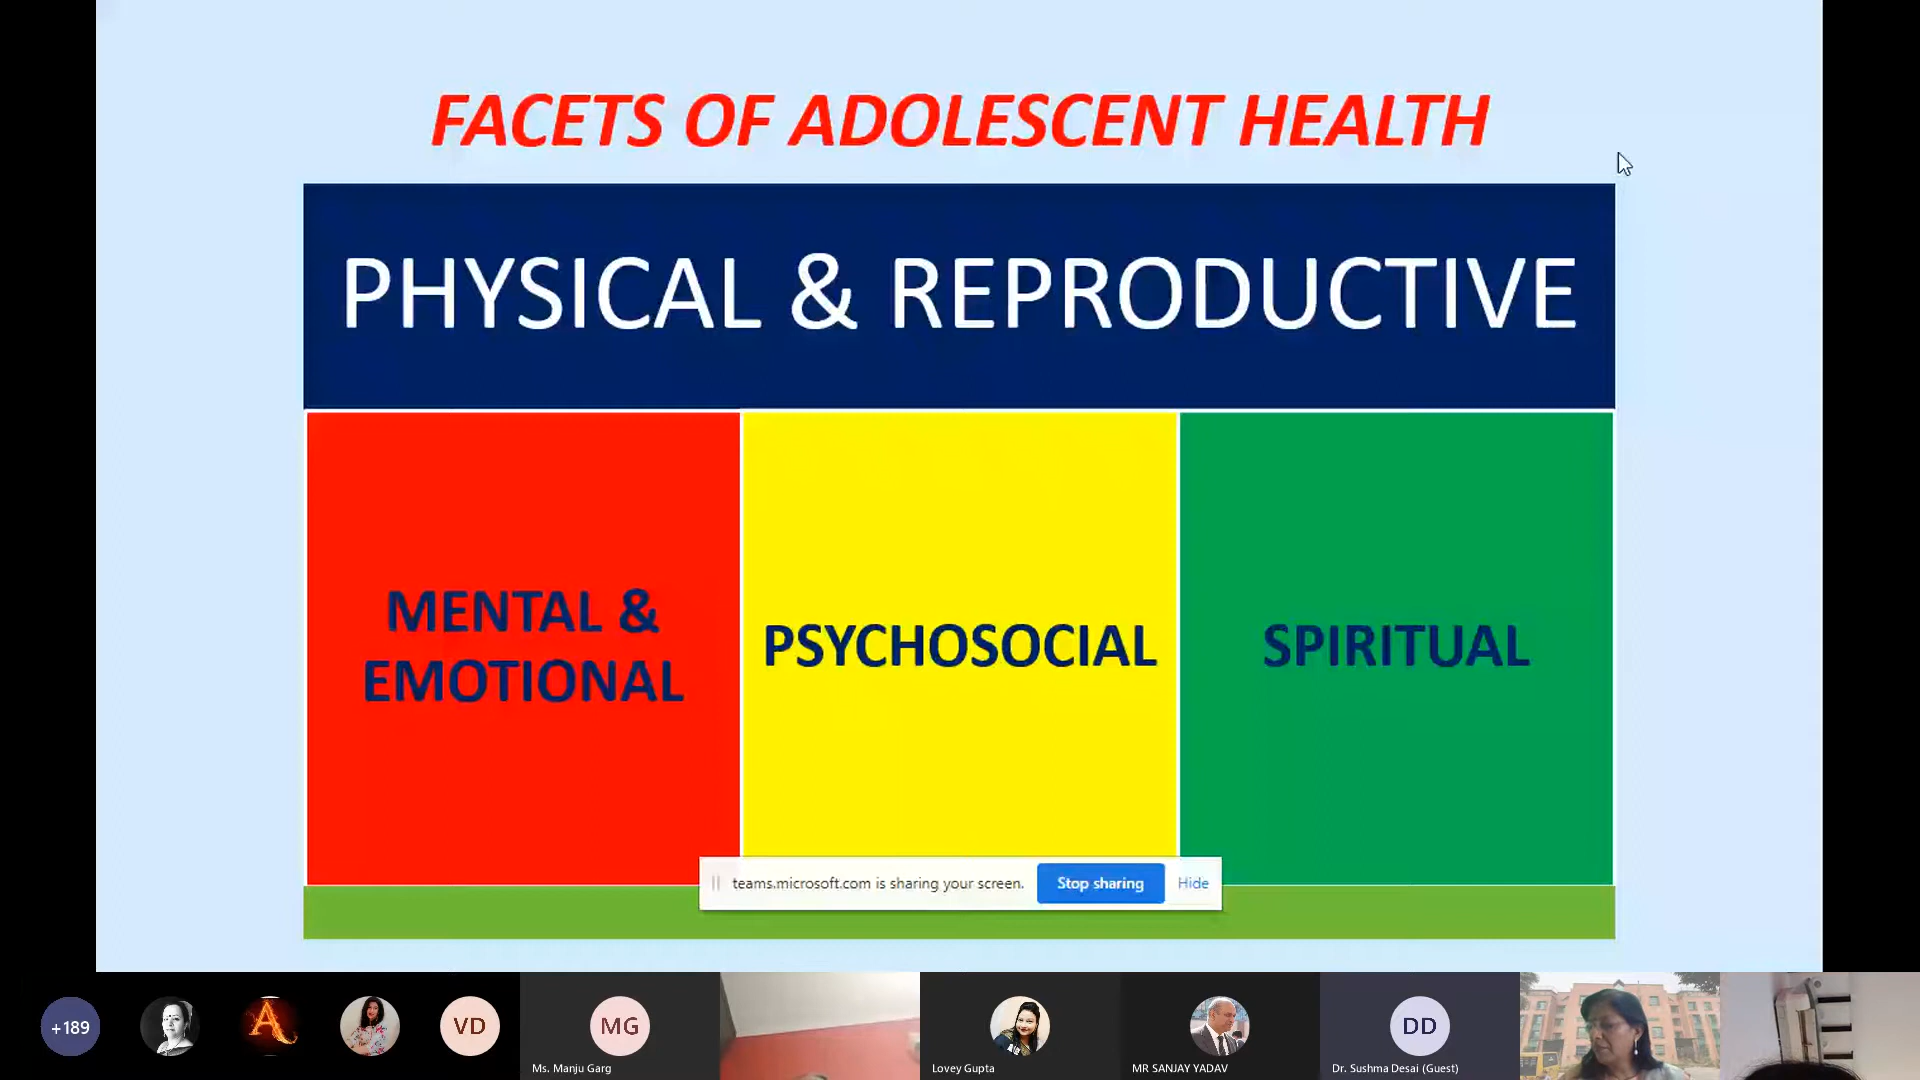 FACETS OF ADOLESCENT HEALTH
PHYSICAL & REPRODUCTIVE
MENTAL &
EMOTIONAL
PSYCHOSOCIAL
SPIRITUAL
teams.microsoft.com is sharing your screen.
Stop sharing
Hide
+189
A
VD
MG
DD
Ms. Manju Garg
Lovey Gupta
MR SANJAY YADAV
Dr. Sushma Desai (Guest)